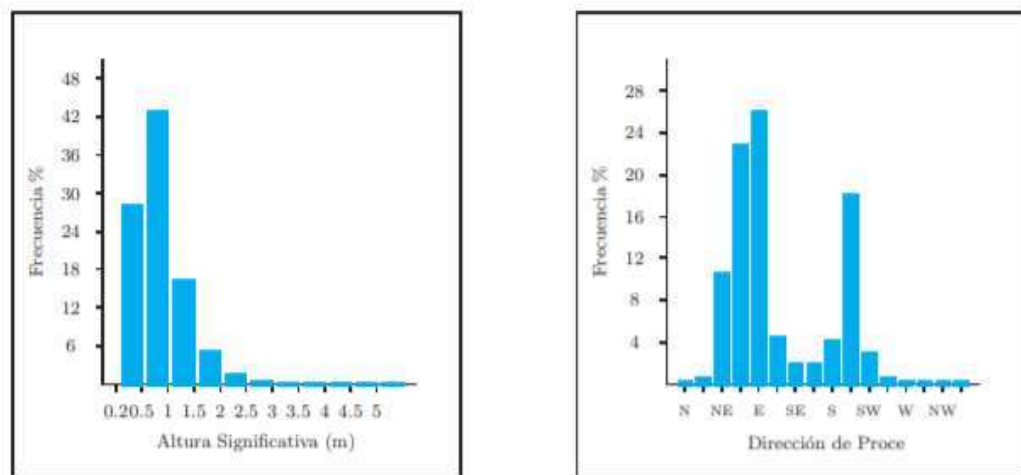 48
42
36
30
24
18
12
6
Frecuencia %
0.20.5 1 1.5 2 2.5 3 3.5 4 4.5 5
Altura Significativa (m)
28
24
20
16
12
8
4
Frecuencia %
N NE E SE S SW W NW
Dirección de Proce